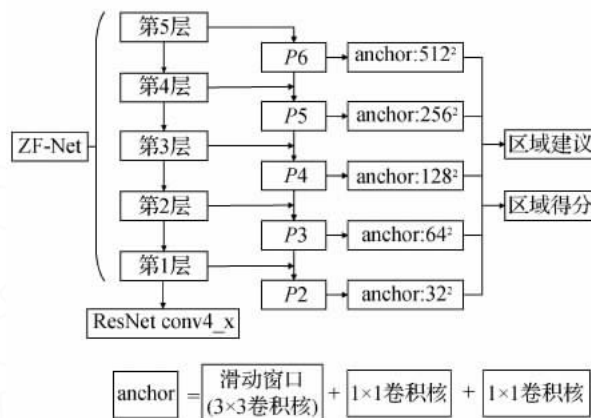 第5层
P6
anchor:512²
第4层
P5
anchor:256²
ZF-Net
第3层
区域建议
P4
anchor:128²
第2层
区域得分
P3
anchor:64²
第1层
P2
anchor:32²
ResNet conv4_x
anchor = 滑动窗口 + 1×1卷积核 + 1×1卷积核
(3×3卷积核)